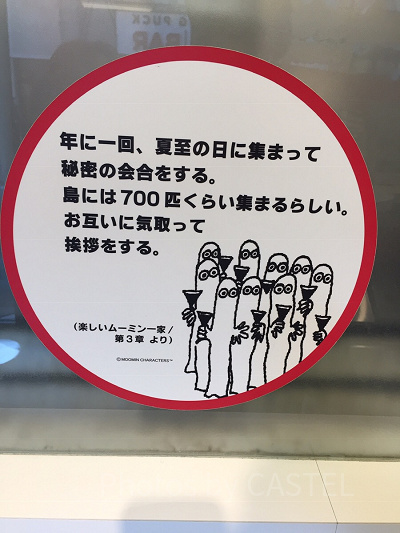 G PUCK
BAR
年に一回、夏至の日に集まって
秘密の会合をする。
島には700匹くらい集まるらしい。
お互いに気取って
挨拶をする。
(楽しいムーミン一家/
第3章 より)
©MOOMIN CHARACTERS™
CASTEL